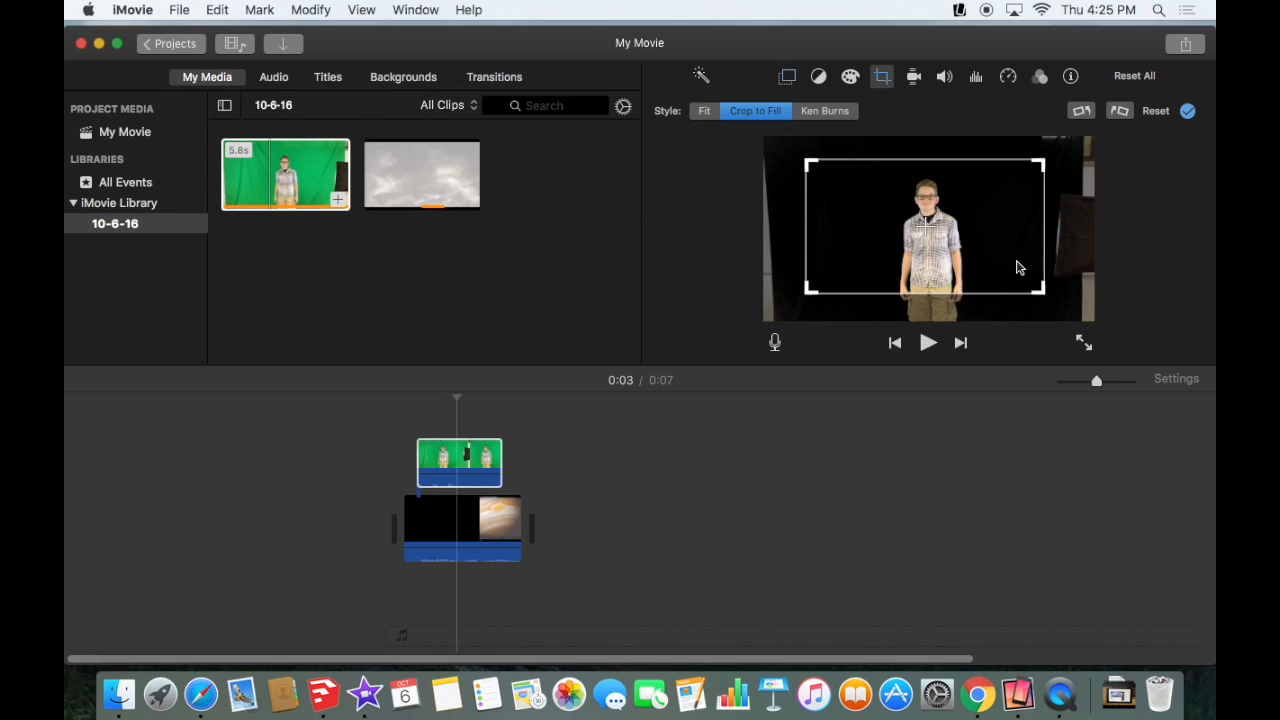 iMovie File Edit Mark Modify View Window Help Thu 4:25 PM
Projects My Movie
My Media Audio Titles Backgrounds Transitions Reset All
PROJECT MEDIA 10-6-16 All Clips Search Style: Fit Crop to Fill Ken Burns Reset
My Movie
LIBRARIES
5.8s
All Events
iMovie Library
10-6-16
0:03 / 0:07 Settings
OCT
6